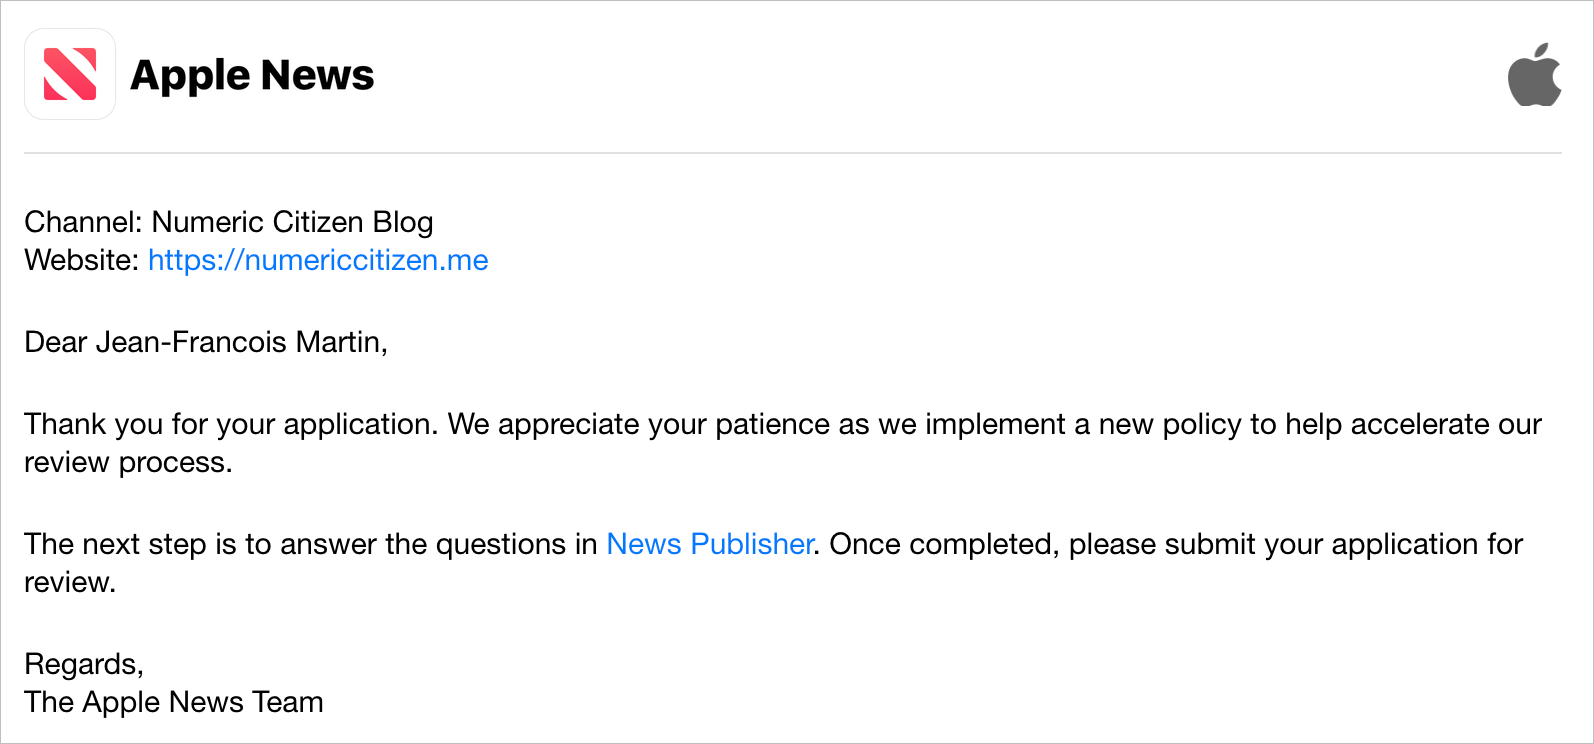 Apple News
Channel: Numeric Citizen Blog
Website: https://numericcitizen.me
Dear Jean-Francois Martin,
Thank you for your application. We appreciate your patience as we implement a new policy to help accelerate our
review process.
The next step is to answer the questions in News Publisher. Once completed, please submit your application for
review.
Regards,
The Apple News Team